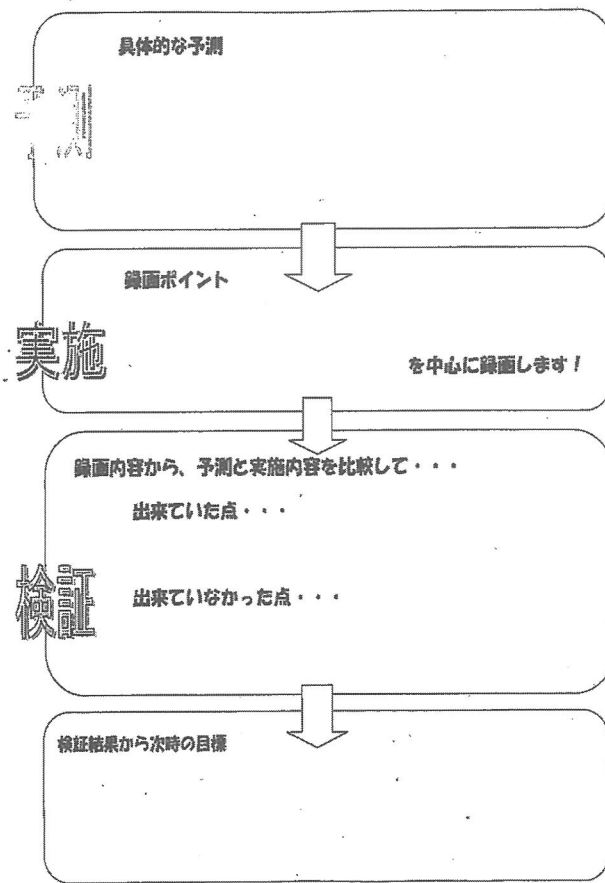 具体的な予測
予測
録画ポイント
実施
を中心に録画します！
録画内容から、予測と実施内容を比較して・・・
出来ていた点・・・
検証
出来ていなかった点・・・
検証結果から次時の目標